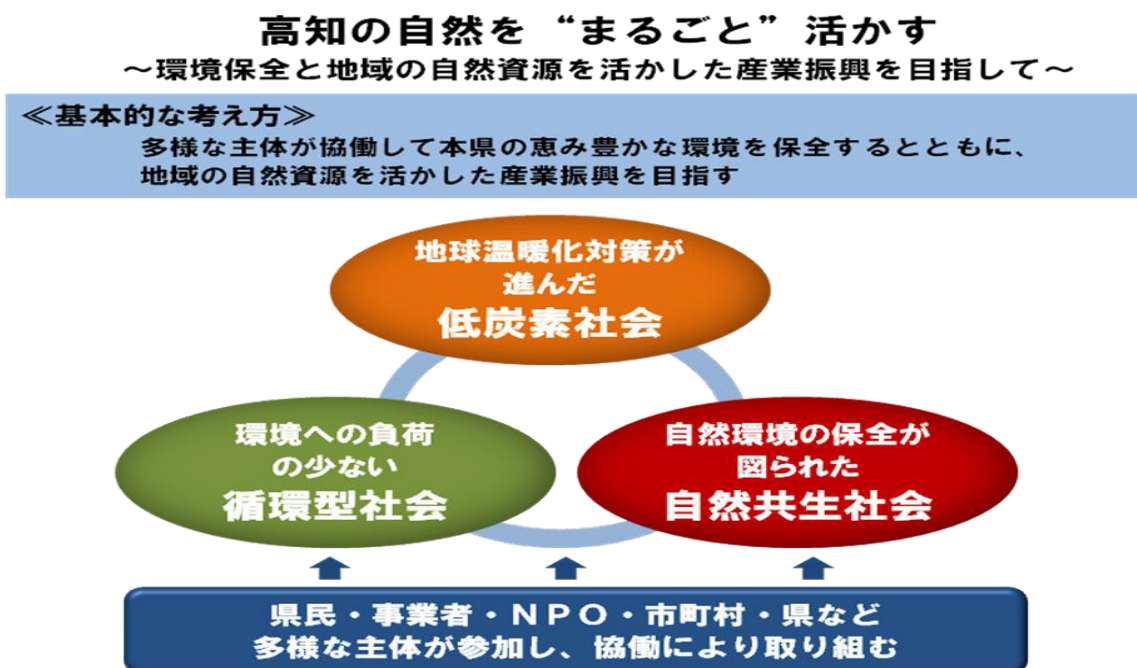 高知の自然を“まるごと”活かす
～環境保全と地域の自然資源を活かした産業振興を目指して～
≪基本的な考え方≫
多様な主体が協働して本県の恵み豊かな環境を保全するとともに、
地域の自然資源を活かした産業振興を目指す
地球温暖化対策が
進んだ
低炭素社会
環境への負荷
の少ない
循環型社会
自然環境の保全が
図られた
自然共生社会
県民・事業者・ＮＰＯ・市町村・県など
多様な主体が参加し、協働により取り組む